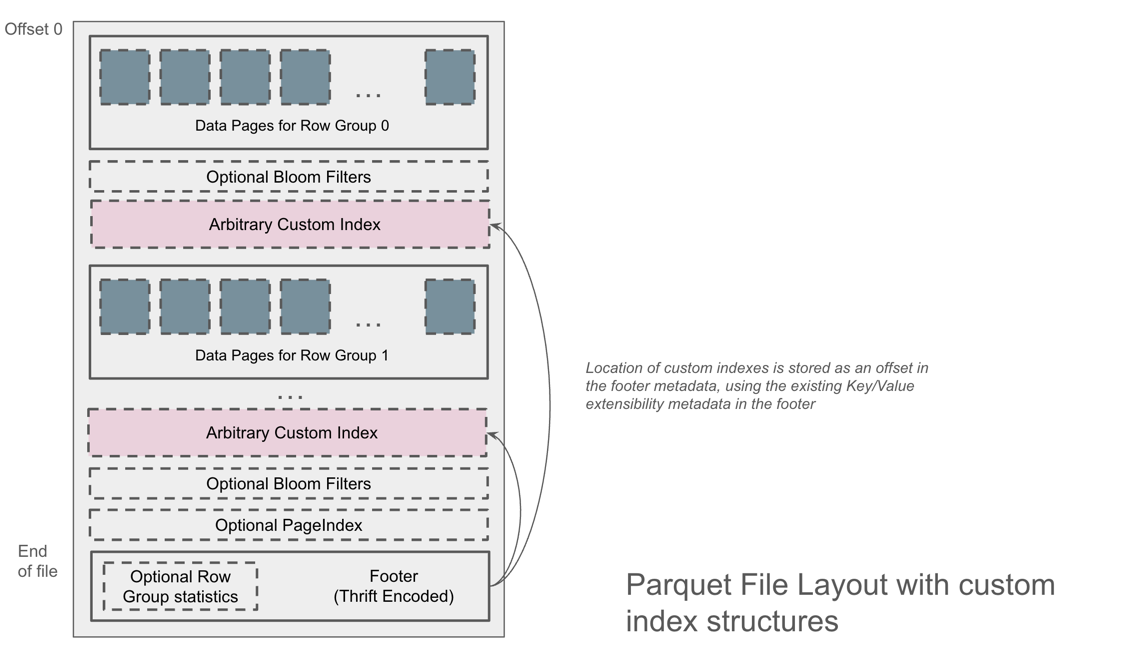 Offset 0
...
Data Pages for Row Group 0
Optional Bloom Filters
Arbitrary Custom Index
...
Data Pages for Row Group 1
...
Arbitrary Custom Index
Optional Bloom Filters
Optional PageIndex
End
of file
Optional Row
Group statistics
Footer
(Thrift Encoded)
Location of custom indexes is stored as an offset in
the footer metadata, using the existing Key/Value
extensibility metadata in the footer
Parquet File Layout with custom
index structures